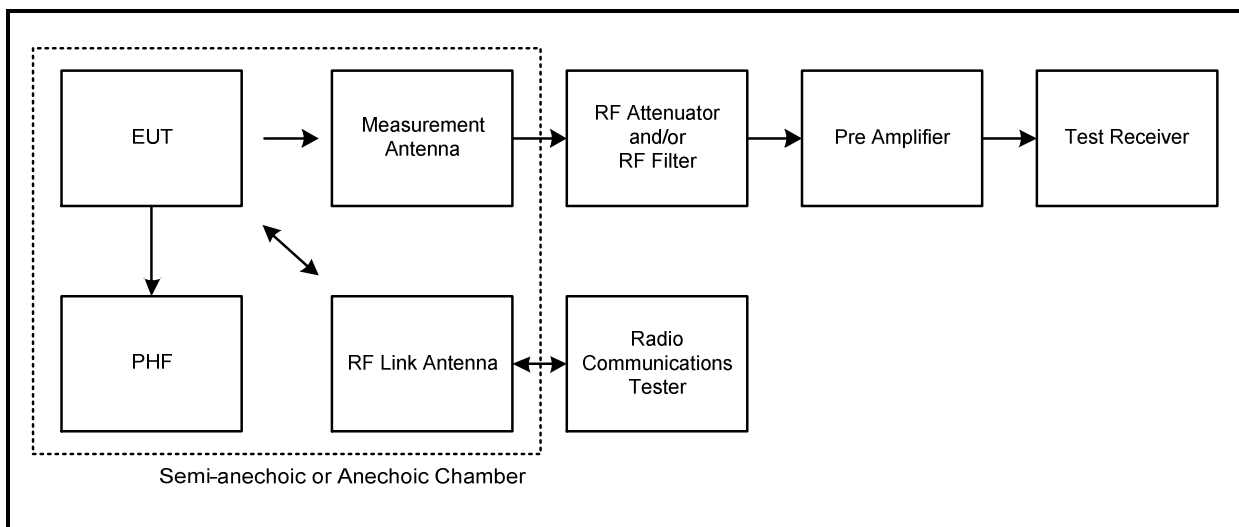 EUT
Measurement
Antenna
RF Attenuator
and/or
RF Filter
Pre Amplifier
Test Receiver
PHF
RF Link Antenna
Radio
Communications
Tester
Semi-anechoic or Anechoic Chamber